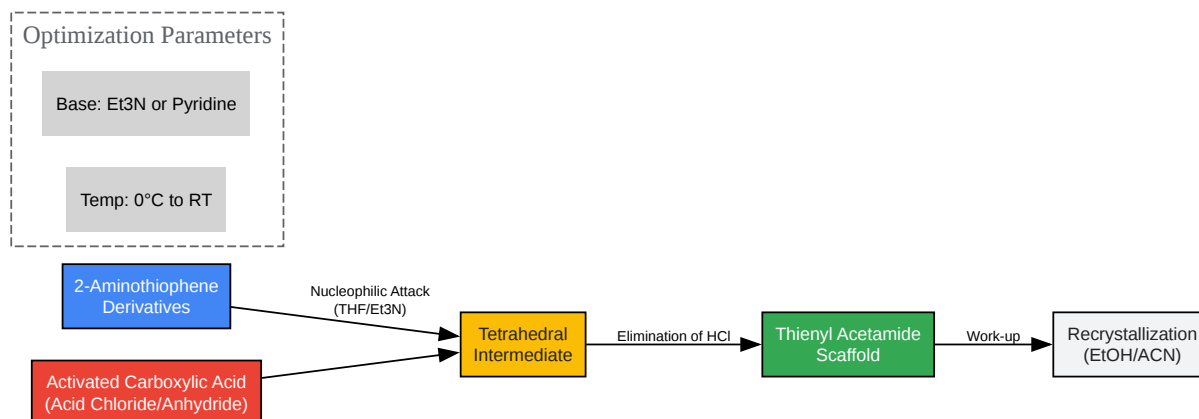 Optimization Parameters
Base: Et3N or Pyridine
Temp: 0°C to RT
2-Aminothiophene
Derivatives
Nucleophilic Attack
(THF/Et3N)
Activated Carboxylic Acid
(Acid Chloride/Anhydride)
Tetrahedral
Intermediate
Elimination of HCl
Thienyl Acetamide
Scaffold
Work-up
Recrystallization
(EtOH/ACN)